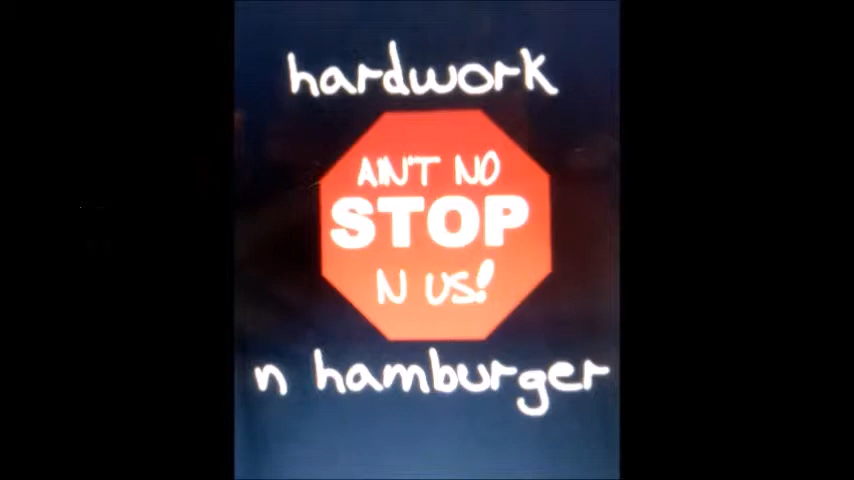 hardwork
AIN'T NO
STOP
N US!
n hamburger